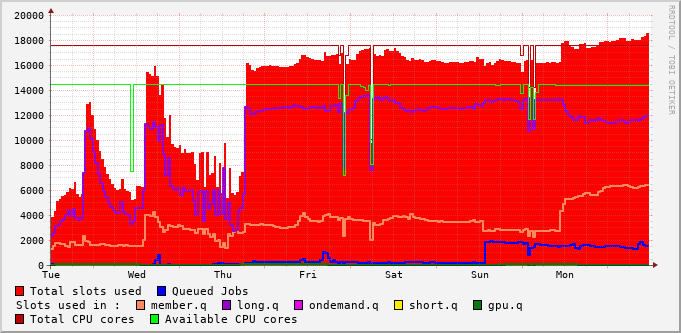 RRDTOOL / TOBI OETIKER
20000
18000
16000
14000
12000
10000
8000
6000
4000
2000
0
Tue Wed Thu Fri Sat Sun Mon
Total slots used Queued Jobs
Slots used in : member.q long.q ondemand.q short.q gpu.q
Total CPU cores Available CPU cores